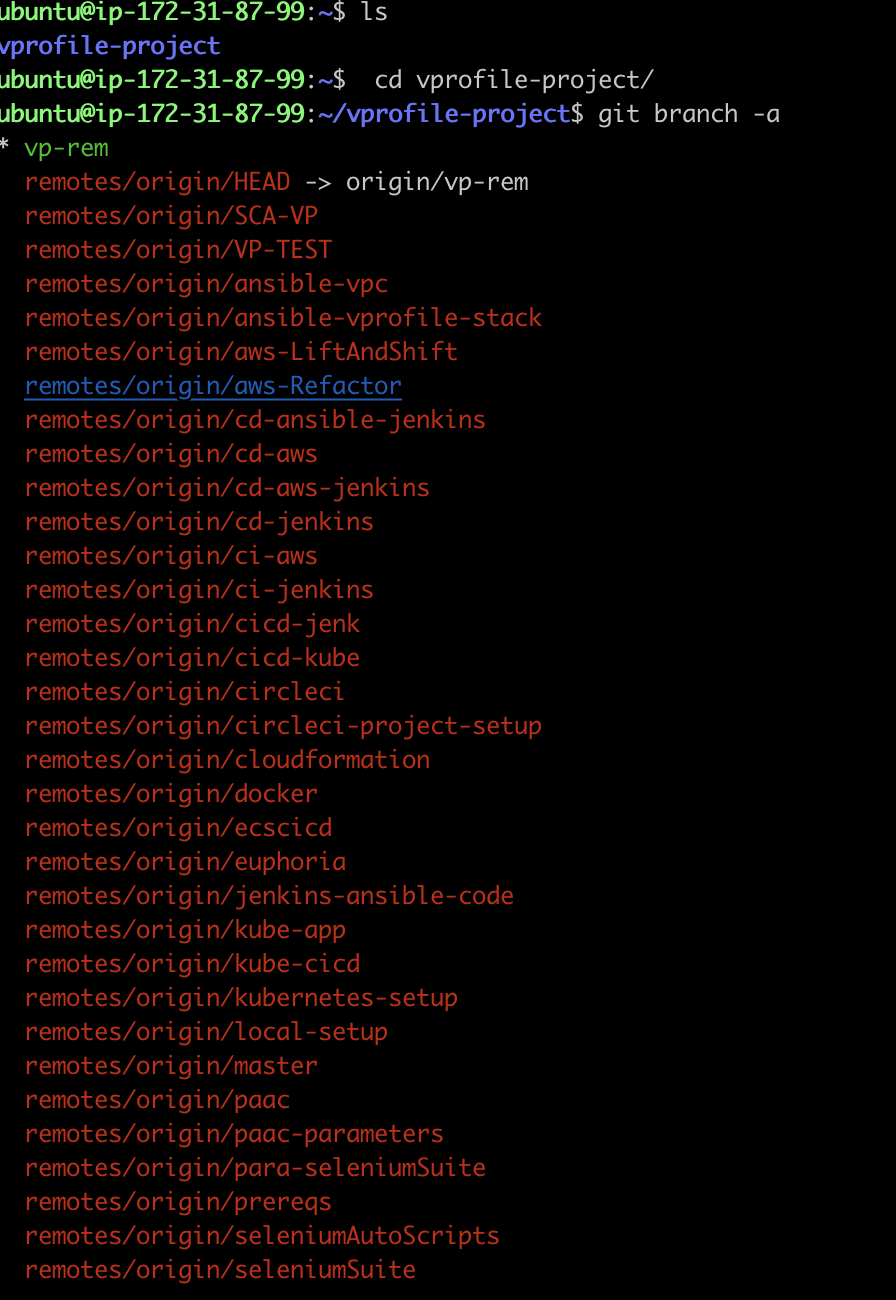 ubuntu@ip-172-31-87-99:~$ ls
vprofile-project
ubuntu@ip-172-31-87-99:~$  cd vprofile-project/
ubuntu@ip-172-31-87-99:~/vprofile-project$ git branch -a
* vp-rem
  remotes/origin/HEAD -> origin/vp-rem
  remotes/origin/SCA-VP
  remotes/origin/VP-TEST
  remotes/origin/ansible-vpc
  remotes/origin/ansible-vprofile-stack
  remotes/origin/aws-LiftAndShift
  remotes/origin/aws-Refactor
  remotes/origin/cd-ansible-jenkins
  remotes/origin/cd-aws
  remotes/origin/cd-aws-jenkins
  remotes/origin/cd-jenkins
  remotes/origin/ci-aws
  remotes/origin/ci-jenkins
  remotes/origin/cicd-jenk
  remotes/origin/cicd-kube
  remotes/origin/circleci
  remotes/origin/circleci-project-setup
  remotes/origin/cloudformation
  remotes/origin/docker
  remotes/origin/ecscicd
  remotes/origin/euphoria
  remotes/origin/jenkins-ansible-code
  remotes/origin/kube-app
  remotes/origin/kube-cicd
  remotes/origin/kubernetes-setup
  remotes/origin/local-setup
  remotes/origin/master
  remotes/origin/paac
  remotes/origin/paac-parameters
  remotes/origin/para-seleniumSuite
  remotes/origin/prereqs
  remotes/origin/seleniumAutoScripts
  remotes/origin/seleniumSuite